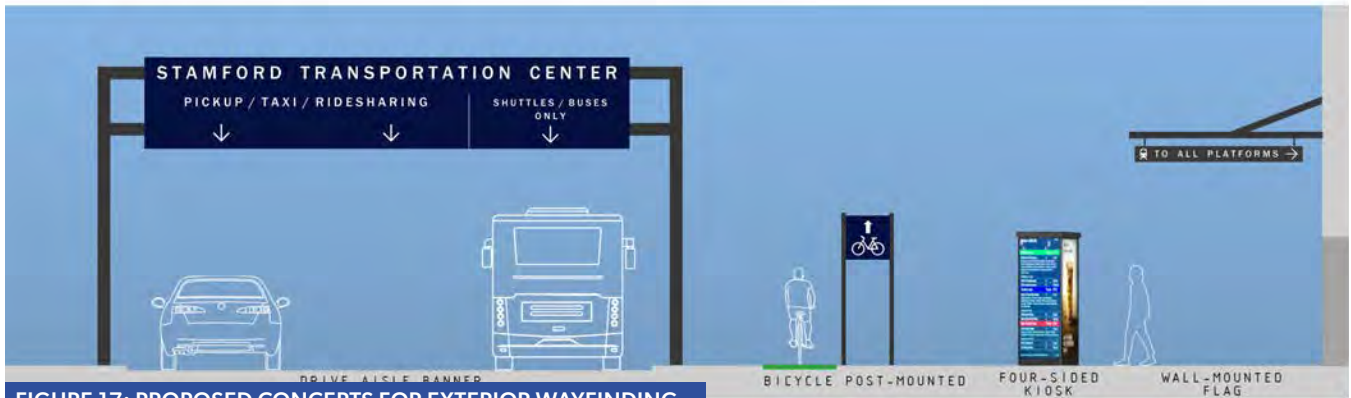 STAMFORD TRANSPORTATION CENTER
PICKUP / TAXI / RIDESHARING
SHUTTLES / BUSES
ONLY
TO ALL PLATFORMS
DRIVE AISLE BANNER
BICYCLE
POST-MOUNTED
FOUR-SIDED
KIOSK
WALL-MOUNTED
FLAG
FIGURE 17: PROPOSED CONCEPTS FOR EXTERIOR WAYFINDING